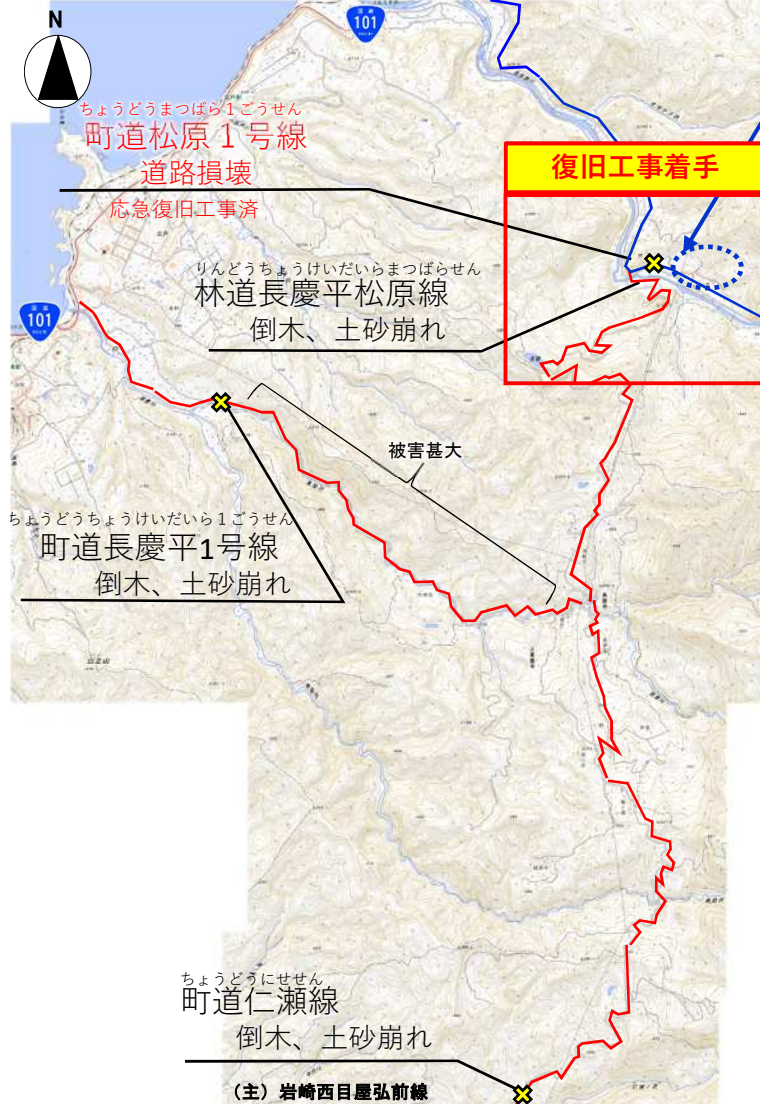 N
国道
101
ちょうどうまつばら1ごうせん
町道松原1号線
道路損壊
応急復旧工事済
復旧工事着手
りんどうちょうけいだいらまつばらせん
林道長慶平松原線
倒木、土砂崩れ
国道
101
被害甚大
ちょうどうちょうけいだいら1ごうせん
町道長慶平1号線
倒木、土砂崩れ
ちょうどうにせせん
町道仁瀬線
倒木、土砂崩れ
(主)岩崎西目屋弘前線